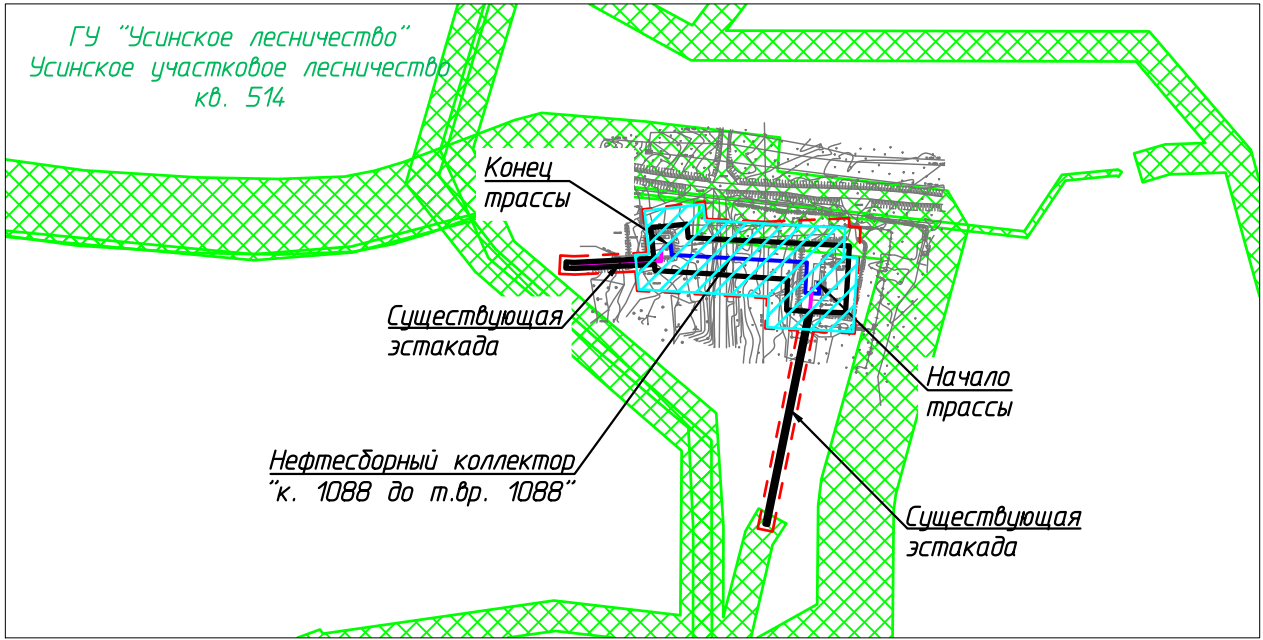 ГУ "Усинское лесничество"
Усинское участковое лесничество
кв. 514
Конец
трассы
Существующая
эстакада
Начало
трассы
Нефтесборный коллектор
"к. 1088 до т.вр. 1088"
Существующая
эстакада